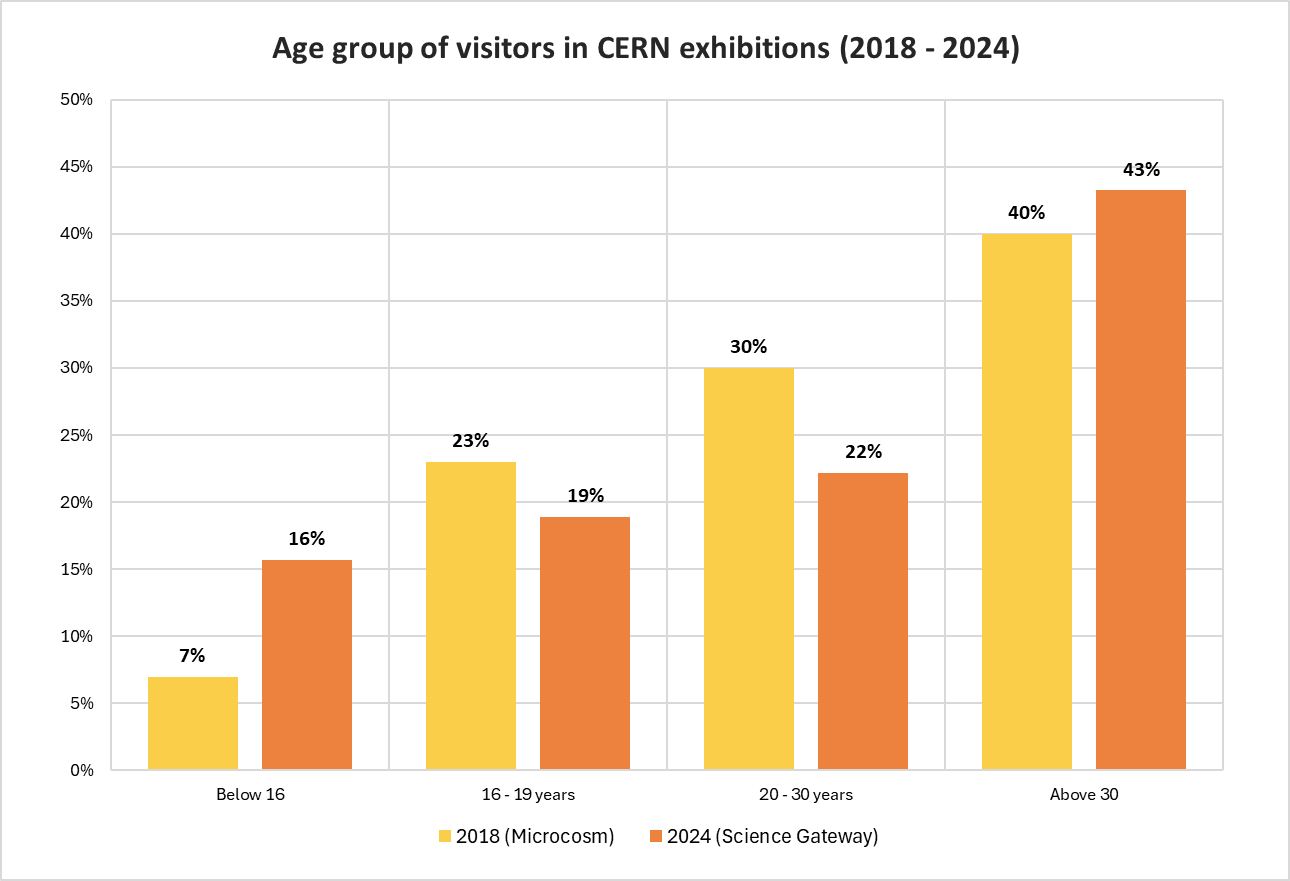 Age group of visitors in CERN exhibitions (2018 - 2024)
50%
45%
40%
35%
30%
25%
20%
15%
10%
5%
0%
7%
16%
23%
19%
30%
22%
40%
43%
Below 16
16 - 19 years
20 - 30 years
Above 30
2018 (Microcosm)
2024 (Science Gateway)